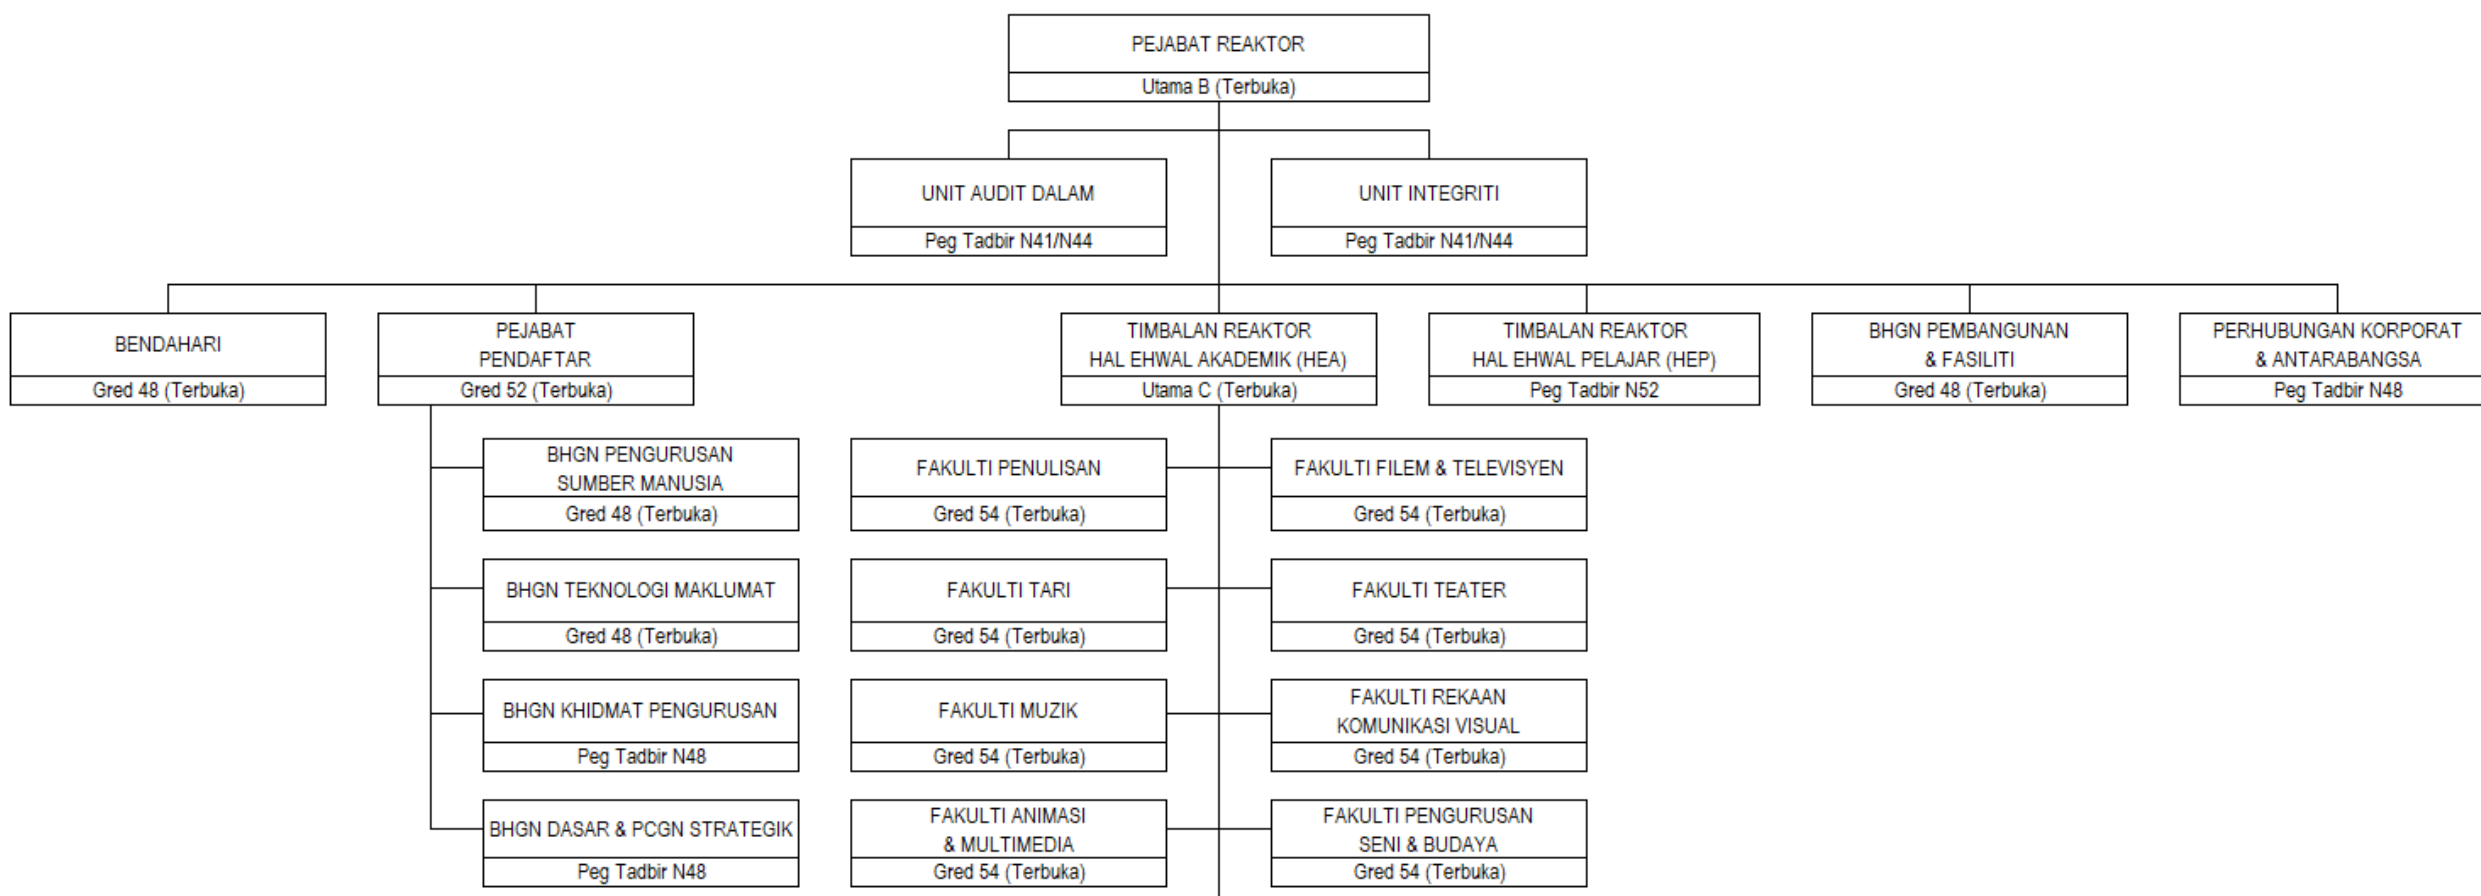 PEJABAT REAKTOR
Utama B (Terbuka)
UNIT AUDIT DALAM
Peg Tadbir N41/N44
UNIT INTEGRITI
Peg Tadbir N41/N44
BENDAHARI
Gred 48 (Terbuka)
PEJABAT
PENDAFTAR
Gred 52 (Terbuka)
TIMBALAN REAKTOR
HAL EHWAL AKADEMIK (HEA)
Utama C (Terbuka)
TIMBALAN REAKTOR
HAL EHWAL PELAJAR (HEP)
Peg Tadbir N52
BHGN PEMBANGUNAN
& FASILITI
Gred 48 (Terbuka)
PERHUBUNGAN KORPORAT
& ANTARABANGSA
Peg Tadbir N48
BHGN PENGURUSAN
SUMBER MANUSIA
Gred 48 (Terbuka)
FAKULTI PENULISAN
Gred 54 (Terbuka)
FAKULTI FILEM & TELEVISYEN
Gred 54 (Terbuka)
BHGN TEKNOLOGI MAKLUMAT
Gred 48 (Terbuka)
FAKULTI TARI
Gred 54 (Terbuka)
FAKULTI TEATER
Gred 54 (Terbuka)
BHGN KHIDMAT PENGURUSAN
Peg Tadbir N48
FAKULTI MUZIK
Gred 54 (Terbuka)
FAKULTI REKAAN
KOMUNIKASI VISUAL
Gred 54 (Terbuka)
BHGN DASAR & PCGN STRATEGIK
Peg Tadbir N48
FAKULTI ANIMASI
& MULTIMEDIA
Gred 54 (Terbuka)
FAKULTI PENGURUSAN
SENI & BUDAYA
Gred 54 (Terbuka)